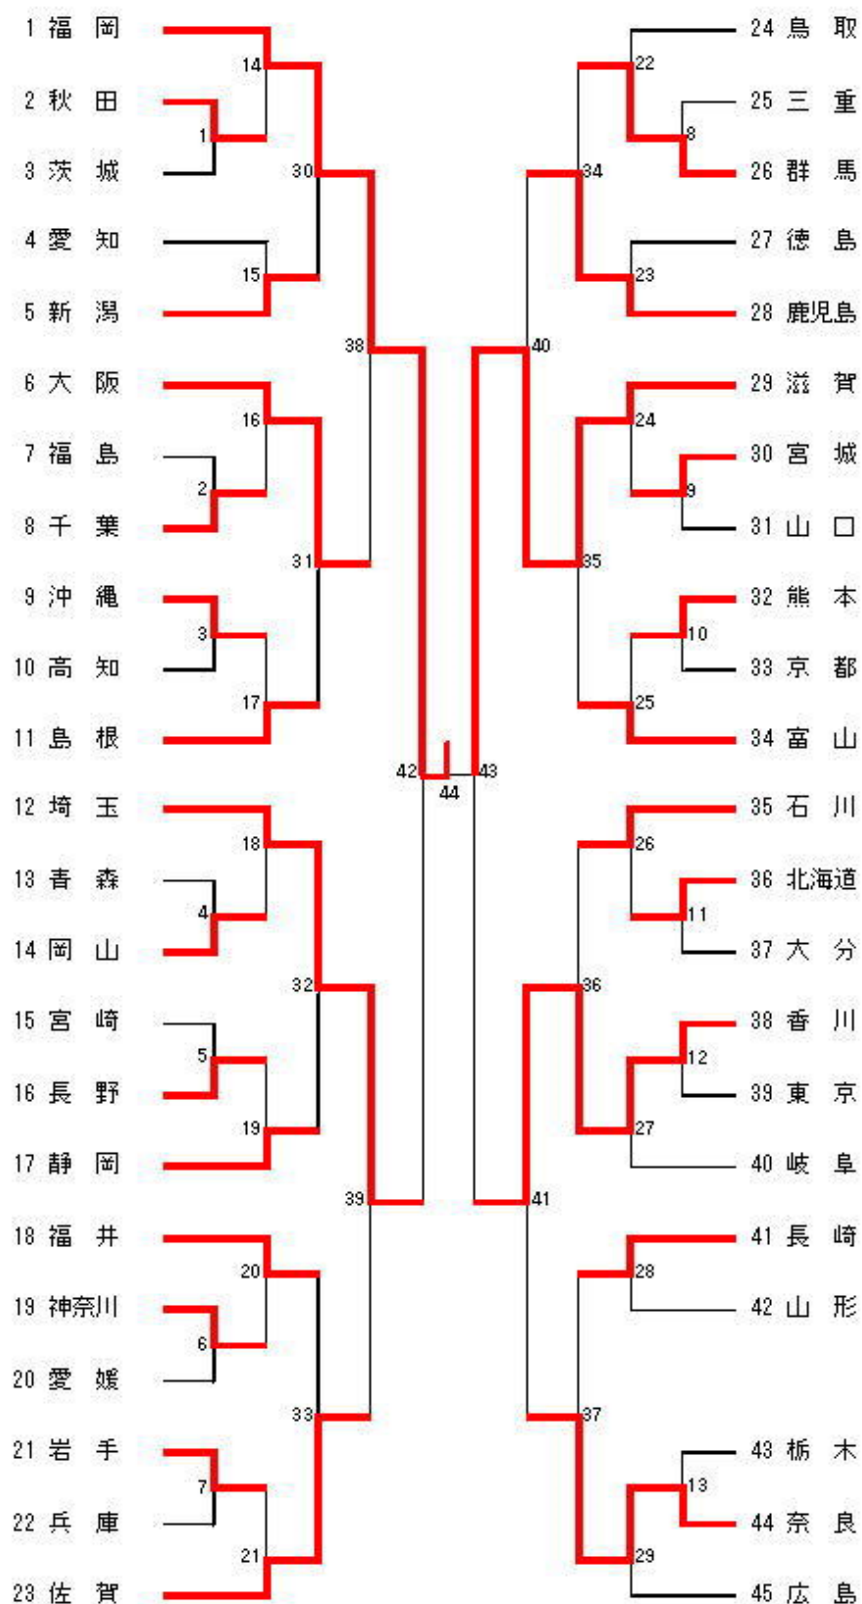 1 福 岡
2 秋 田
3 茨 城
4 愛 知
5 新 潟
6 大 阪
7 福 島
8 千 葉
9 沖 縄
10 高 知
11 島 根
12 埼 玉
13 青 森
14 岡 山
15 宮 崎
16 長 野
17 静 岡
18 福 井
19 神奈川
20 愛 媛
21 岩 手
22 兵 庫
23 佐 賀
14
1
30
15
38
16
2
31
3
17
42
18
4
32
5
19
39
20
6
33
7
21
44
22
8
34
23
40
24
9
35
10
25
43
26
11
36
12
27
41
28
37
13
29
24 鳥 取
25 三 重
26 群 馬
27 徳 島
28 鹿児島
29 滋 賀
30 宮 城
31 山 口
32 熊 本
33 京 都
34 富 山
35 石 川
36 北海道
37 大 分
38 香 川
39 東 京
40 岐 阜
41 長 崎
42 山 形
43 栃 木
44 奈 良
45 広 島